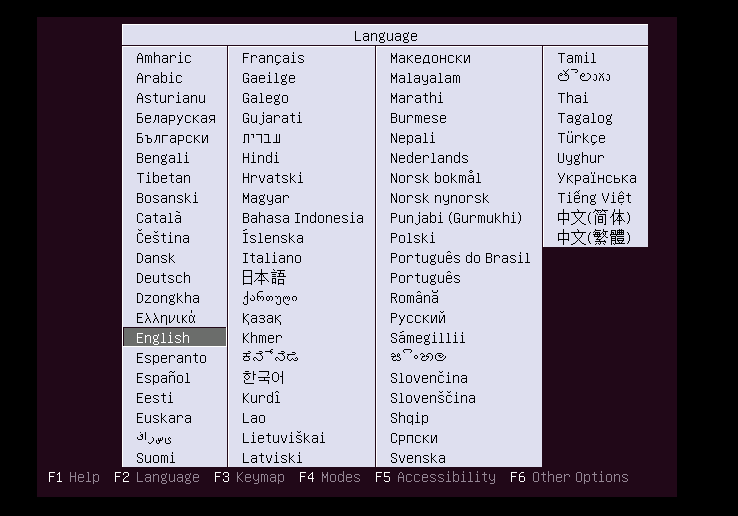 Language
Amharic
Arabic
Asturianu
Беларуская
Български
Bengali
Tibetan
Bosanski
Català
Čeština
Dansk
Deutsch
Dzongkha
Ελληνικά
English
Esperanto
Español
Eesti
Euskara
ىسراف
Suomi
Français
Gaeilge
Galego
Gujarati
עברית
Hindi
Hrvatski
Magyar
Bahasa Indonesia
Íslenska
Italiano
日本語
ქართული
Қазақ
Khmer
ಕನ್ನಡ
한국어
Kurdî
Lao
Lietuviškai
Latviski
Македонски
Malayalam
Marathi
Burmese
Nepali
Nederlands
Norsk bokmål
Norsk nynorsk
Punjabi (Gurmukhi)
Polski
Português do Brasil
Português
Română
Русский
Sámegillii
සිංහල
Slovenčina
Slovenščina
Shqip
Српски
Svenska
Tamil
తెలుగు
Thai
Tagalog
Türkçe
Uyghur
Українська
Tiếng Việt
中文(简体)
中文(繁體)
F1 Help F2 Language F3 Keymap F4 Modes F5 Accessibility F6 Other Options